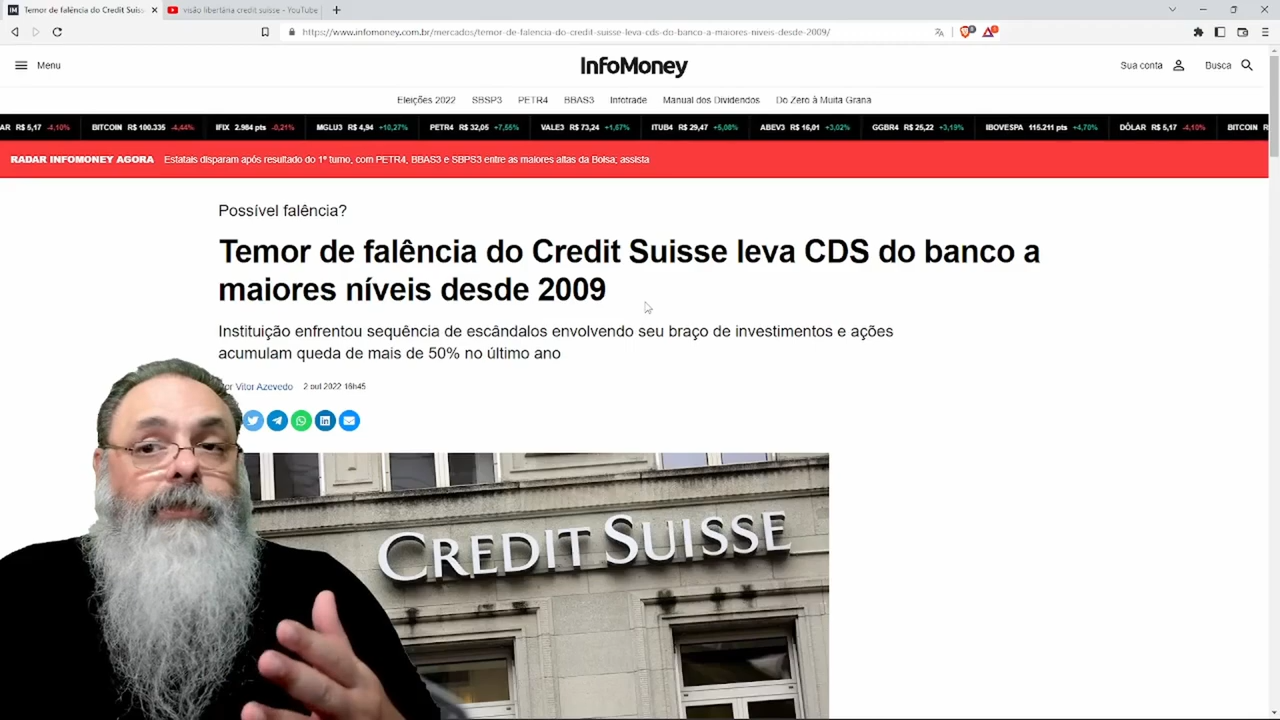 Temor de falência do Credit Suiss
visão libertária credit suisse - YouTube
https://www.infomoney.com.br/mercados/temor-de-falencia-do-credit-suisse-leva-cds-do-banco-a-maiores-niveis-desde-2009/
Menu
InfoMoney
Sua conta
Busca
Eleições 2022 SBSP3 PETR4 BBAS3 Infotrade Manual dos Dividendos Do Zero à Muita Grana
AR R$ 5,17 -4,10% BITCOIN R$ 100.335 -4,44% IFIX 2.984 pts -0,21% MGLU3 R$ 4,94 +10,27% PETR4 R$ 32,05 +7,55% VALE3 R$ 73,24 +1,67% ITUB4 R$ 29,47 +5,08% ABEV3 R$ 16,01 +3,02% GGBR4 R$ 25,22 +3,19% IBOVESPA 115.211 pts +4,70% DÓLAR R$ 5,17 -4,10% BITCOIN R$ 10
RADAR INFOMONEY AGORA Estatais disparam após resultado do 1º turno, com PETR4, BBAS3 e SBPS3 entre as maiores altas da Bolsa; assista
Possível falência?
Temor de falência do Credit Suisse leva CDS do banco a
maiores níveis desde 2009
Instituição enfrentou sequência de escândalos envolvendo seu braço de investimentos e ações
acumulam queda de mais de 50% no último ano
or Vitor Azevedo 2 out 2022 16h45
CREDIT SUISSE